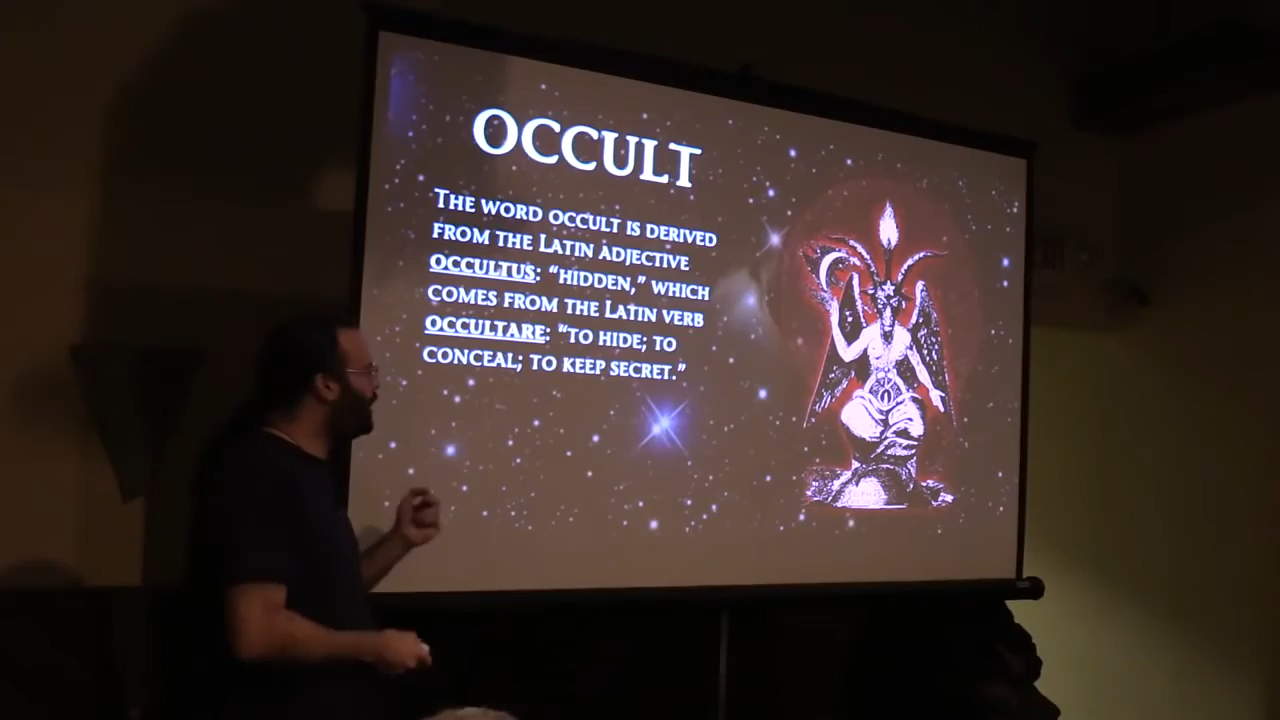 OCCULT
THE WORD OCCULT IS DERIVED
FROM THE LATIN ADJECTIVE
OCCULTUS: “HIDDEN,” WHICH
COMES FROM THE LATIN VERB
OCCULTARE: “TO HIDE; TO
CONCEAL; TO KEEP SECRET.”